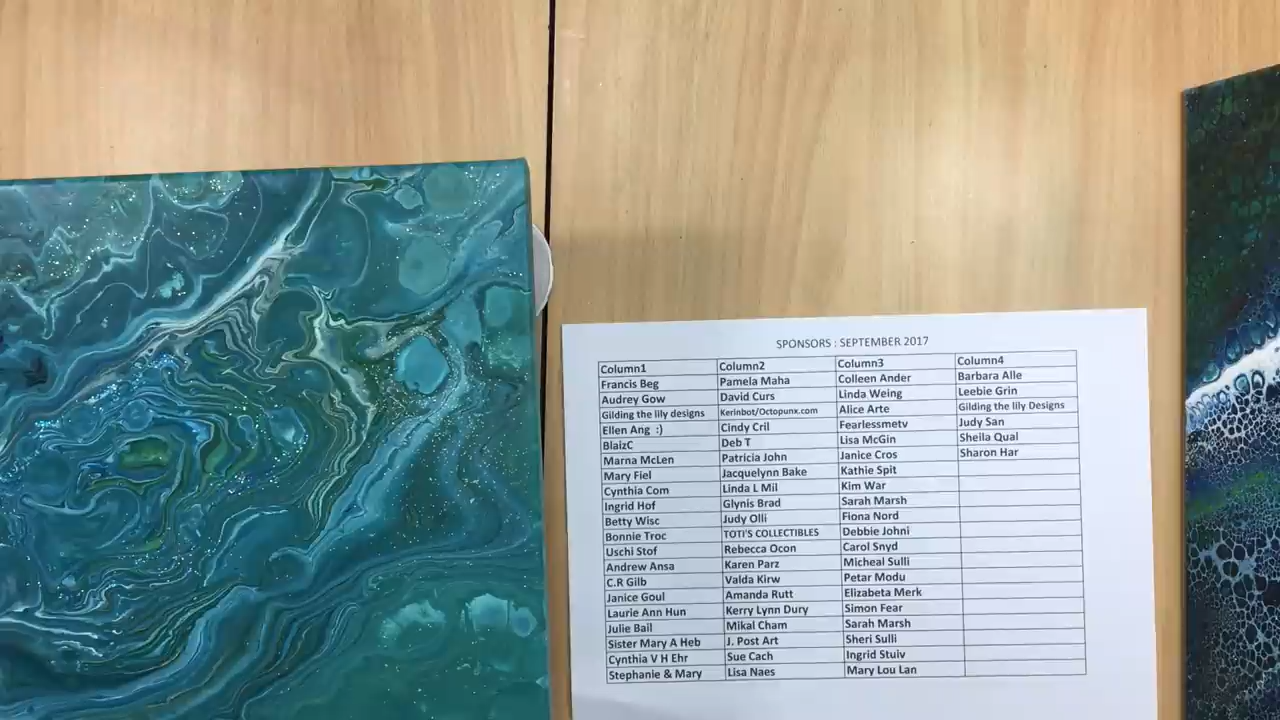 SPONSORS : SEPTEMBER 2017
Column1 Column2 Column3 Column4
Francis Beg Pamela Maha Colleen Ander Barbara Alle
Audrey Gow David Curs Linda Weing Leebie Grin
Gilding the lily designs Kerinbot/Octopunx.com Alice Arte Gilding the lily Designs
Ellen Ang :) Cindy Cril Fearlessmetv Judy San
BlaizC Deb T Lisa McGin Sheila Qual
Marna McLen Patricia John Janice Cros Sharon Har
Mary Fiel Jacquelynn Bake Kathie Spit
Cynthia Com Linda L Mil Kim War
Ingrid Hof Glynis Brad Sarah Marsh
Betty Wisc Judy Olli Fiona Nord
Bonnie Troc TOTI'S COLLECTIBLES Debbie Johni
Uschi Stof Rebecca Ocon Carol Snyd
Andrew Ansa Karen Parz Micheal Sulli
C.R Gilb Valda Kirw Petar Modu
Janice Goul Amanda Rutt Elizabeta Merk
Laurie Ann Hun Kerry Lynn Dury Simon Fear
Julie Bail Mikal Cham Sarah Marsh
Sister Mary A Heb J. Post Art Sheri Sulli
Cynthia V H Ehr Sue Cach Ingrid Stuiv
Stephanie & Mary Lisa Naes Mary Lou Lan